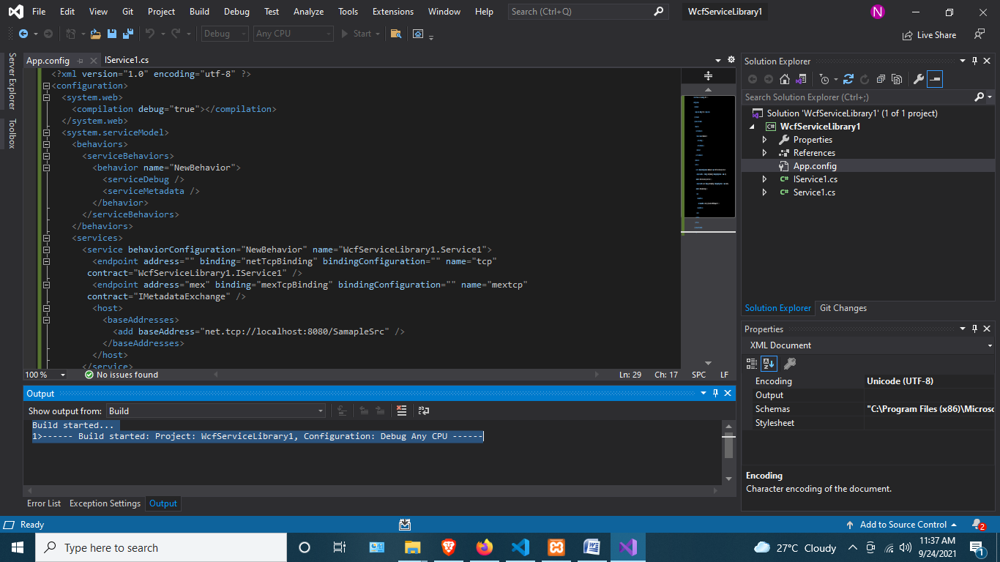 File Edit View Git Project Build Debug Test Analyze Tools Extensions Window Help Search (Ctrl+Q) WcfServiceLibrary1 N
Debug Any CPU Start Live Share
Server Explorer
Toolbox
App.config IService1.cs
<?xml version="1.0" encoding="utf-8" ?>
<configuration>
<system.web>
<compilation debug="true"></compilation>
</system.web>
<system.serviceModel>
<behaviors>
<serviceBehaviors>
<behavior name="NewBehavior">
<serviceDebug />
<serviceMetadata />
</behavior>
</serviceBehaviors>
</behaviors>
<services>
<service behaviorConfiguration="NewBehavior" name="WcfServiceLibrary1.Service1">
<endpoint address="" binding="netTcpBinding" bindingConfiguration="" name="tcp"
contract="WcfServiceLibrary1.IService1" />
<endpoint address="mex" binding="mexTcpBinding" bindingConfiguration="" name="mextcp"
contract="IMetadataExchange" />
<host>
<baseAddresses>
<add baseAddress="net.tcp://localhost:8080/SamapleSrc" />
</baseAddresses>
</host>
</service>
100 % No issues found Ln: 29 Ch: 17 SPC LF
Output
Show output from: Build
Build started...
1>------ Build started: Project: WcfServiceLibrary1, Configuration: Debug Any CPU ------
Error List Exception Settings Output
Solution Explorer
Search Solution Explorer (Ctrl+;)
Solution 'WcfServiceLibrary1' (1 of 1 project)
C# WcfServiceLibrary1
Properties
References
App.config
C# IService1.cs
C# Service1.cs
Solution Explorer Git Changes
Properties
XML Document
Encoding Unicode (UTF-8)
Output
Schemas "C:\Program Files (x86)\Microsc
Stylesheet
Encoding
Character encoding of the document.
Ready Add to Source Control 2
Type here to search 27°C Cloudy 11:37 AM
9/24/2021 1